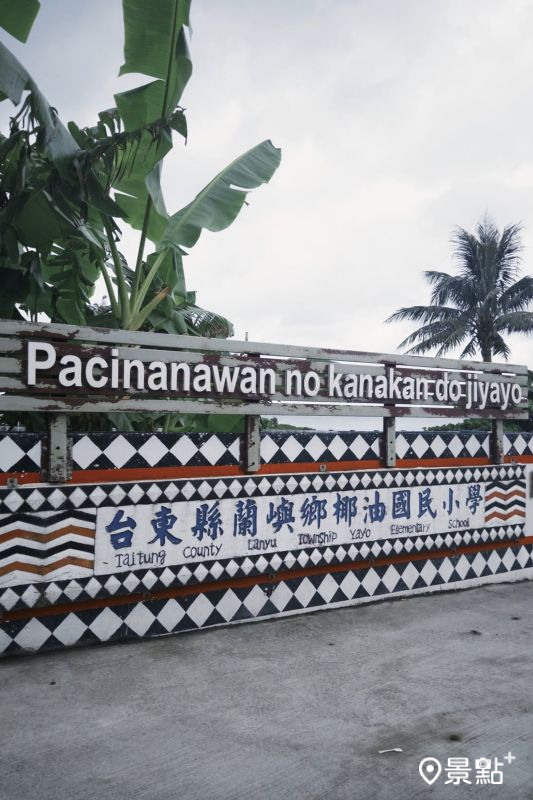 Pacinanawan no kanakan do jiyayo
台東縣蘭嶼鄉椰油國民小學
Taitung County Lanyu Township Yayo Elementary School
景點+